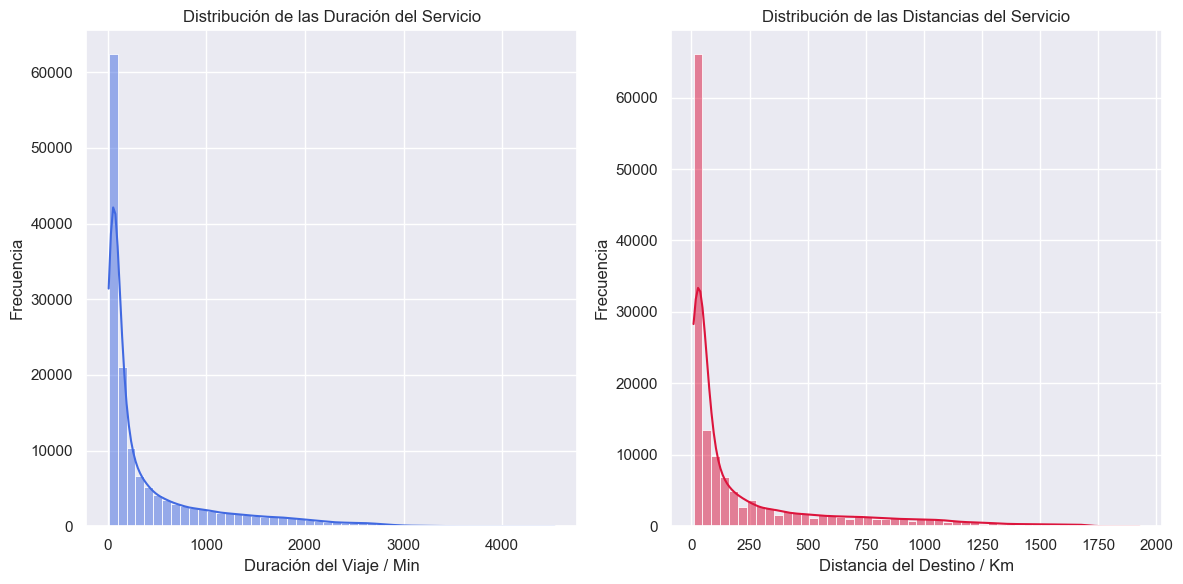 Distribución de las Duración del Servicio
60000
50000
40000
30000
20000
10000
0
Frecuencia
0 1000 2000 3000 4000
Duración del Viaje / Min
Distribución de las Distancias del Servicio
60000
50000
40000
30000
20000
10000
0
Frecuencia
0 250 500 750 1000 1250 1500 1750 2000
Distancia del Destino / Km